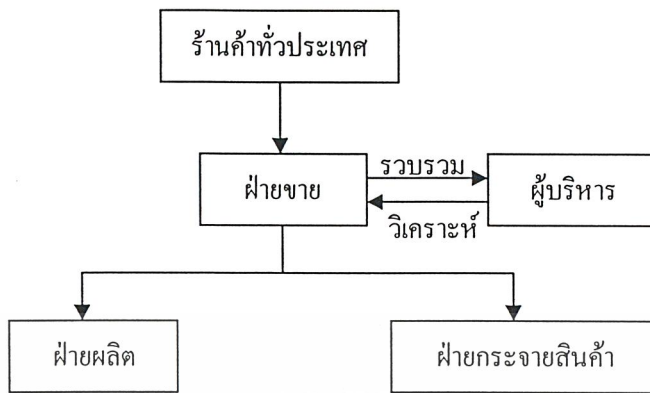 ร้านค้าทั่วประเทศ
ฝ่ายขาย
รวบรวม
ผู้บริหาร
วิเคราะห์
ฝ่ายผลิต
ฝ่ายกระจายสินค้า